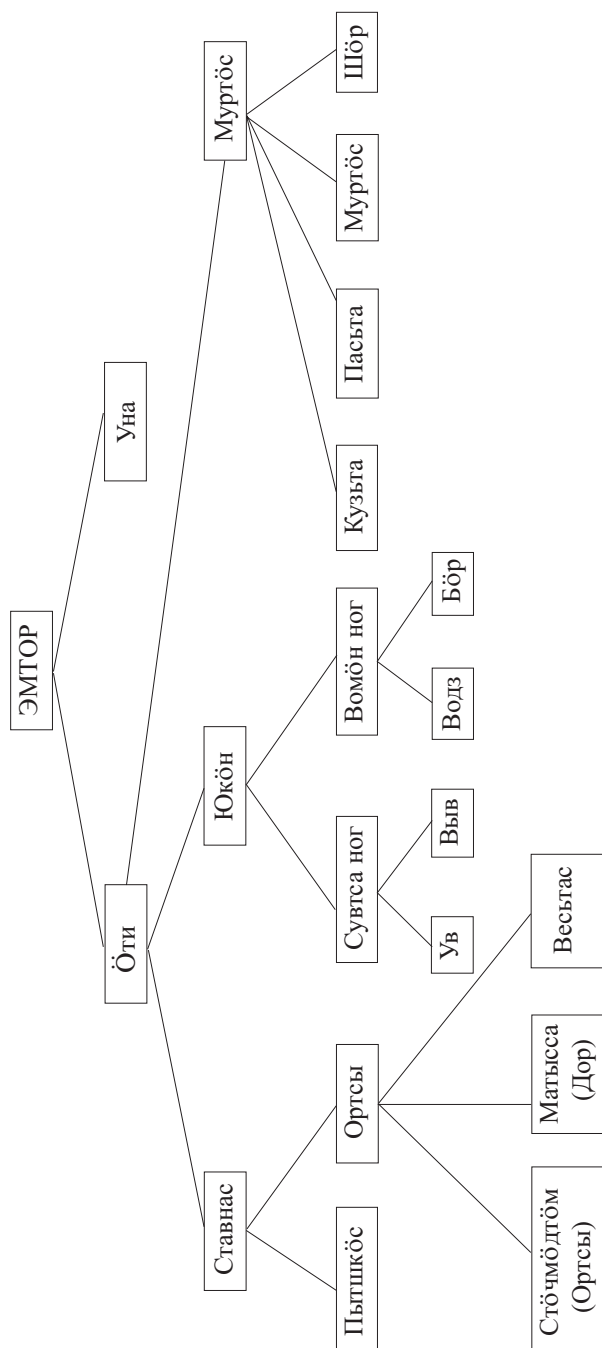 ЭМТОР
Ӧти
Уна
Ставнас
Юкӧн
Муртӧс
Пытшкӧс
Ортсы
Сувтса ног
Вомӧн ног
Кузьта
Пасьта
Муртӧс
Шӧр
Ув
Выв
Водз
Бӧр
Стӧчмӧдтӧм
(Ортсы)
Матысса
(Дор)
Весьтас